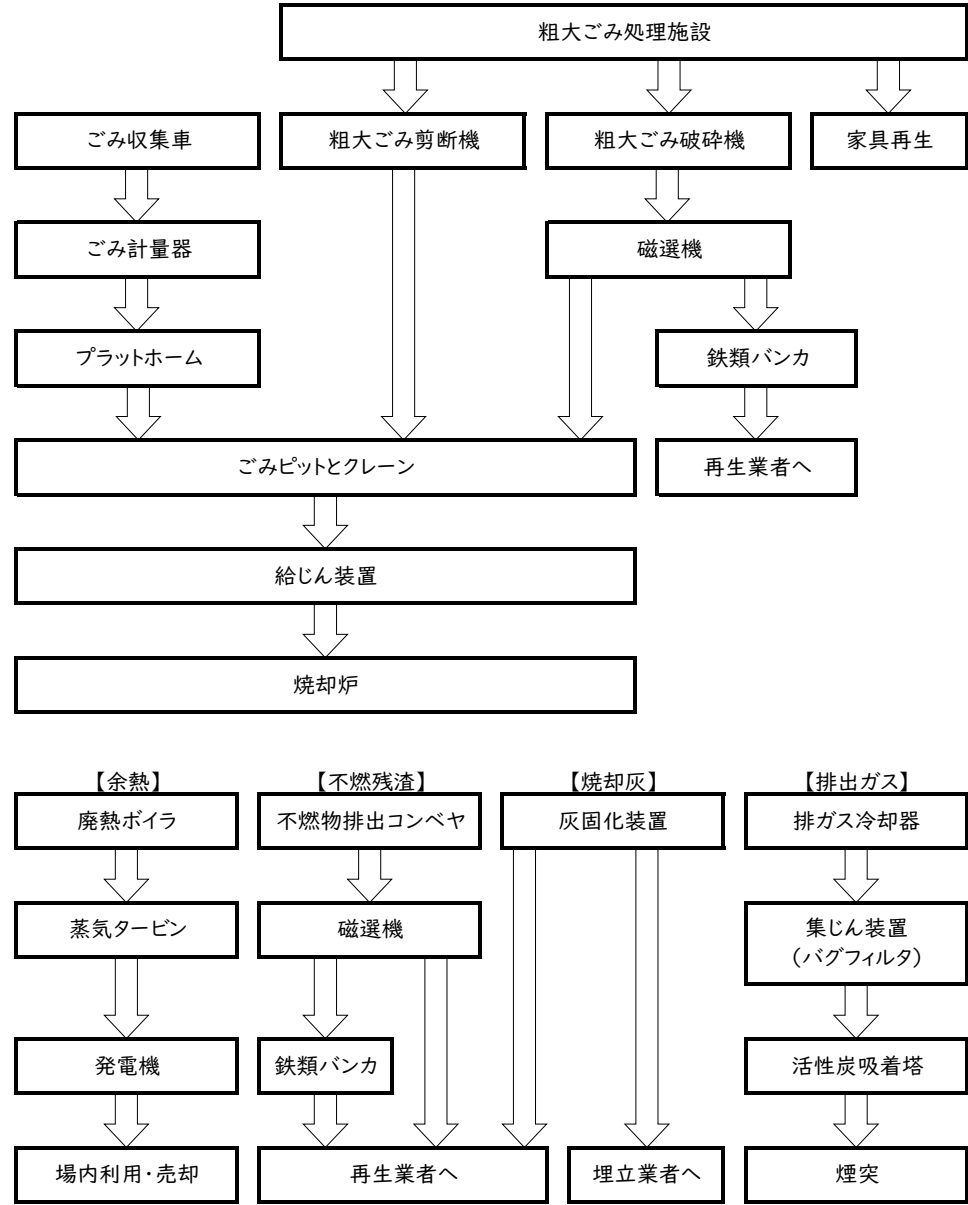 粗大ごみ処理施設
ごみ収集車
粗大ごみ剪断機
粗大ごみ破砕機
家具再生
ごみ計量器
磁選機
プラットホーム
鉄類バンカ
ごみピットとクレーン
再生業者へ
給じん装置
焼却炉
【余熱】
【不燃残渣】
【焼却灰】
【排出ガス】
廃熱ボイラ
不燃物排出コンベヤ
灰固化装置
排ガス冷却器
蒸気タービン
磁選機
集じん装置
（バグフィルタ）
発電機
鉄類バンカ
活性炭吸着塔
場内利用・売却
再生業者へ
埋立業者へ
煙突